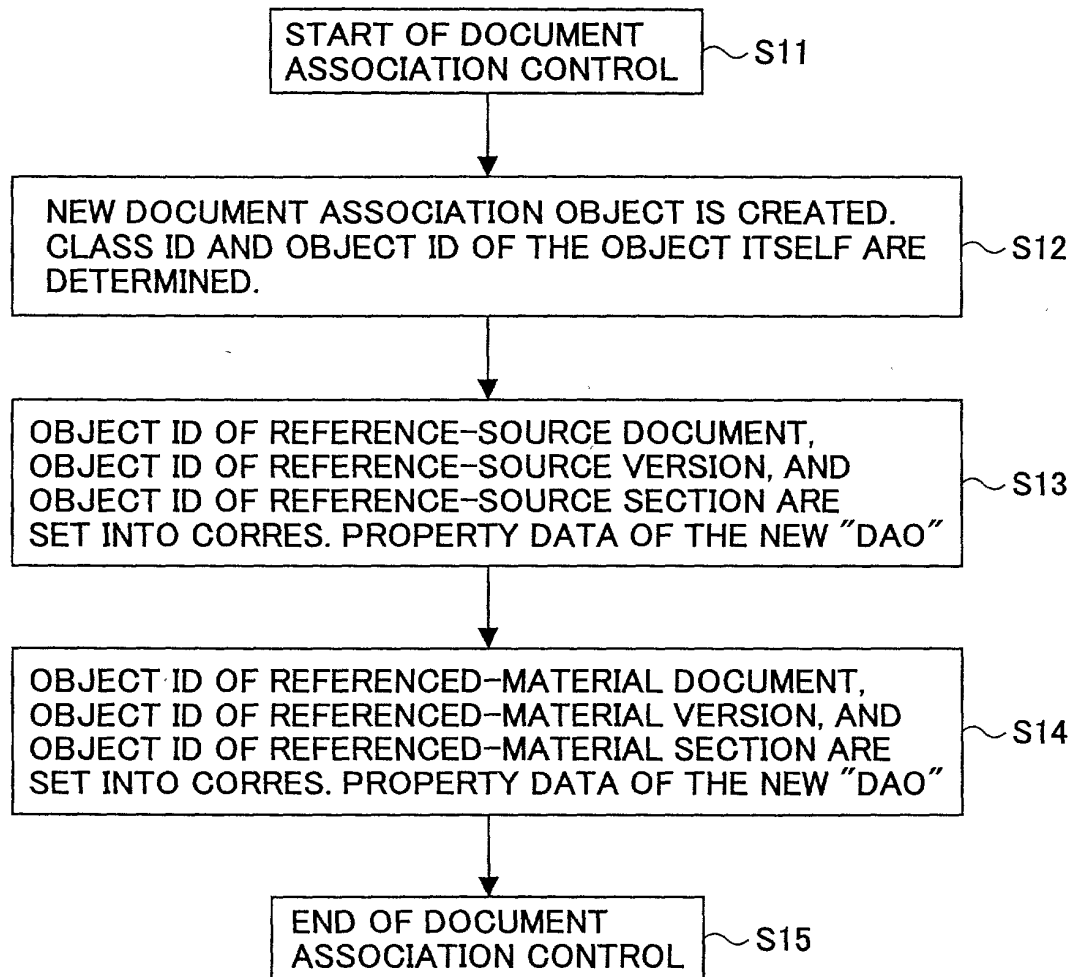 START OF DOCUMENT
ASSOCIATION CONTROL
S11
NEW DOCUMENT ASSOCIATION OBJECT IS CREATED.
CLASS ID AND OBJECT ID OF THE OBJECT ITSELF ARE
DETERMINED.
S12
OBJECT ID OF REFERENCE-SOURCE DOCUMENT,
OBJECT ID OF REFERENCE-SOURCE VERSION, AND
OBJECT ID OF REFERENCE-SOURCE SECTION ARE
SET INTO CORRES. PROPERTY DATA OF THE NEW "DAO"
S13
OBJECT ID OF REFERENCED-MATERIAL DOCUMENT,
OBJECT ID OF REFERENCED-MATERIAL VERSION, AND
OBJECT ID OF REFERENCED-MATERIAL SECTION ARE
SET INTO CORRES. PROPERTY DATA OF THE NEW "DAO"
S14
END OF DOCUMENT
ASSOCIATION CONTROL
S15